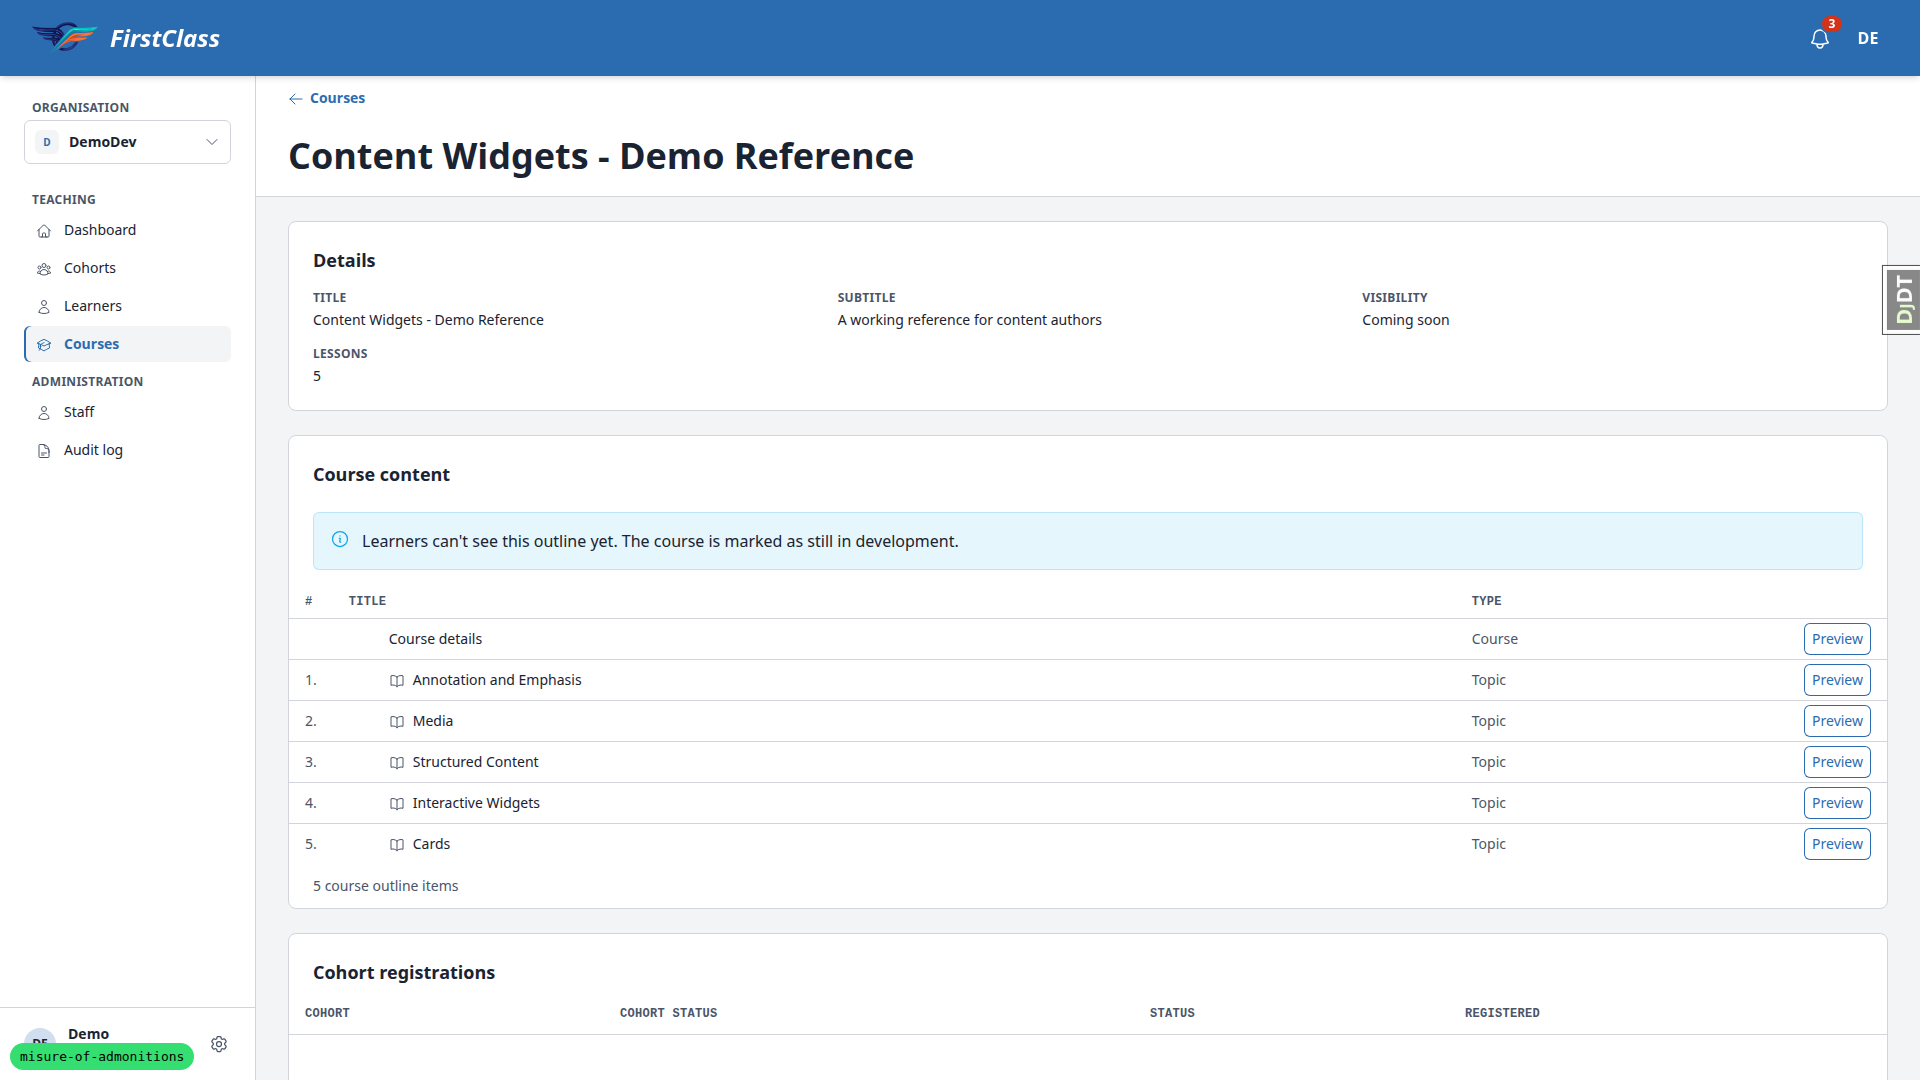 FirstClass
3
DE
ORGANISATION
D DemoDev
TEACHING
Dashboard
Cohorts
Learners
Courses
ADMINISTRATION
Staff
Audit log
Demo
misure-of-admonitions
Courses
Content Widgets - Demo Reference
Details
TITLE SUBTITLE VISIBILITY
Content Widgets - Demo Reference A working reference for content authors Coming soon
LESSONS
5
Course content
Learners can't see this outline yet. The course is marked as still in development.
# TITLE TYPE
Course details Course Preview
1. Annotation and Emphasis Topic Preview
2. Media Topic Preview
3. Structured Content Topic Preview
4. Interactive Widgets Topic Preview
5. Cards Topic Preview
5 course outline items
Cohort registrations
COHORT COHORT STATUS STATUS REGISTERED
DjDT